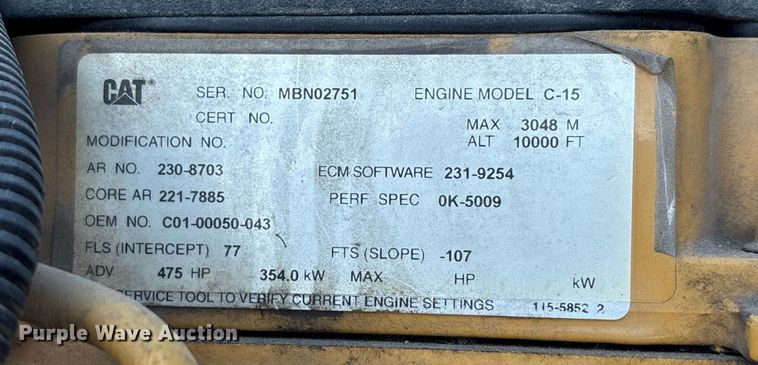 CAT® SER. NO. MBN02751 ENGINE MODEL C-15
CERT NO. MAX 3048 M
MODIFICATION NO. ALT 10000 FT
AR NO. 230-8703 ECM SOFTWARE 231-9254
CORE AR 221-7885 PERF SPEC 0K-5009
OEM NO. C01-00050-043
FLS (INTERCEPT) 77 FTS (SLOPE) -107
ADV 475 HP 354.0 kW MAX HP kW
SERVICE TOOL TO VERIFY CURRENT ENGINE SETTINGS 115-5852 2
Purple Wave Auction